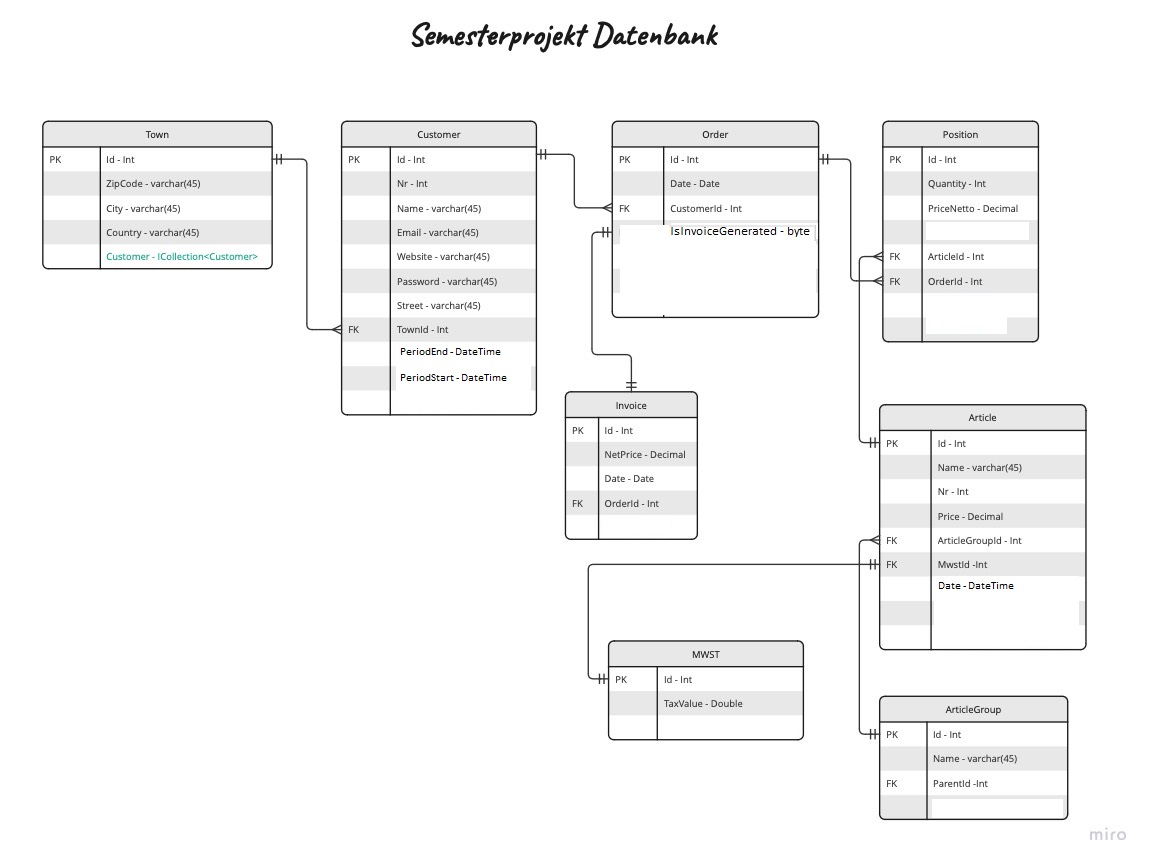 Semesterprojekt Datenbank
Town
PK Id - Int
ZipCode - varchar(45)
City - varchar(45)
Country - varchar(45)
Customer - ICollection<Customer>
Customer
PK Id - Int
Nr - Int
Name - varchar(45)
Email - varchar(45)
Website - varchar(45)
Password - varchar(45)
Street - varchar(45)
FK TownId - Int
PeriodEnd - DateTime
PeriodStart - DateTime
Order
PK Id - Int
Date - Date
FK CustomerId - Int
IsInvoiceGenerated - byte
Position
PK Id - Int
Quantity - Int
PriceNetto - Decimal
FK ArticleId - Int
FK OrderId - Int
Invoice
PK Id - Int
NetPrice - Decimal
Date - Date
FK OrderId - Int
Article
PK Id - Int
Name - varchar(45)
Nr - Int
Price - Decimal
FK ArticleGroupId - Int
FK MwstId -Int
Date - DateTime
MWST
PK Id - Int
TaxValue - Double
ArticleGroup
PK Id - Int
Name - varchar(45)
FK ParentId -Int
miro